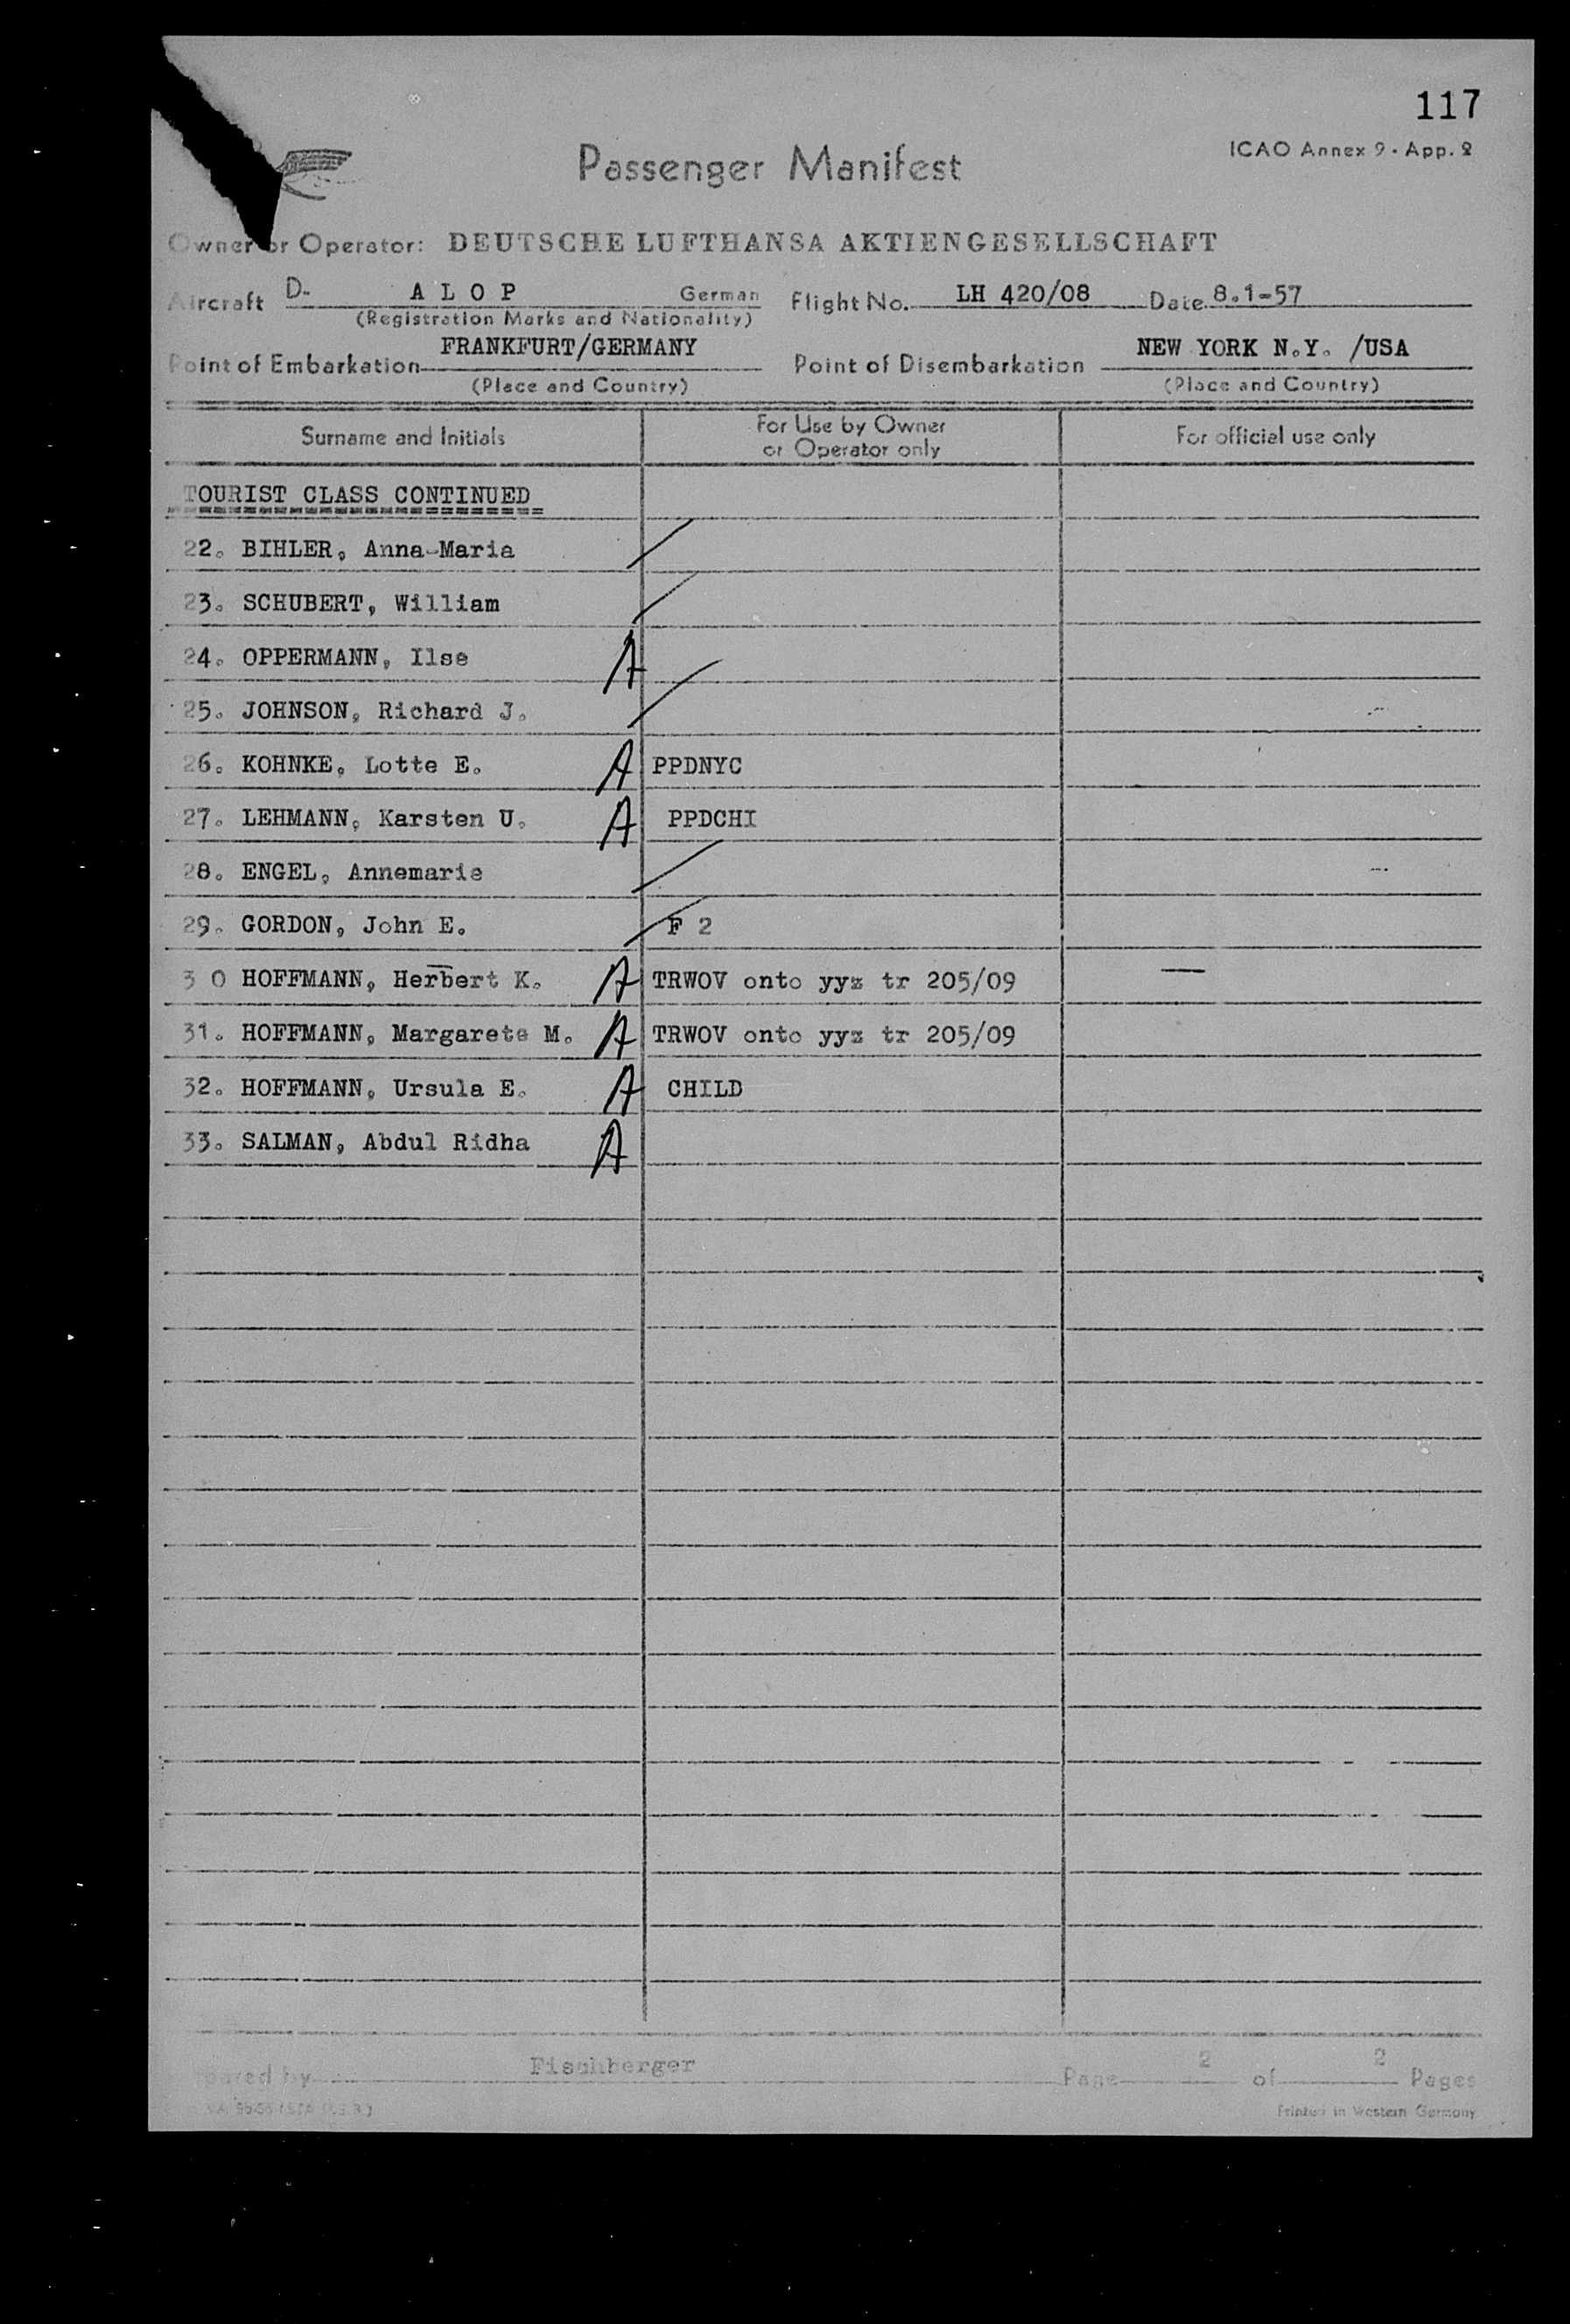 117
ICAO Annex 9 · App. 2
Passenger Manifest
Owner or Operator: DEUTSCHE LUFTHANSA AKTIENGESELLSCHAFT
Aircraft D- A L O P German Flight No. LH 420/08 Date 8.1-57
(Registration Marks and Nationality)
Point of Embarkation FRANKFURT/GERMANY Point of Disembarkation NEW YORK N.Y. /USA
(Place and Country) (Place and Country)
Surname and Initials For Use by Owner or Operator only For official use only
TOURIST CLASS CONTINUED
22. BIHLER, Anna-Maria /
23. SCHUBERT, William /
24. OPPERMANN, Ilse A
25. JOHNSON, Richard J. /
26. KOHNKE, Lotte E. A PPDNYC
27. LEHMANN, Karsten U. A PPDCHI
28. ENGEL, Annemarie /
29. GORDON, John E. / F 2
3 0 HOFFMANN, Herbert K. A TRWOV onto yyz tr 205/09
31. HOFFMANN, Margarete M. A TRWOV onto yyz tr 205/09
32. HOFFMANN, Ursula E. A CHILD
33. SALMAN, Abdul Ridha A
Fischberger
pared by Page 2 of 2 Pages
Printed in Western Germany